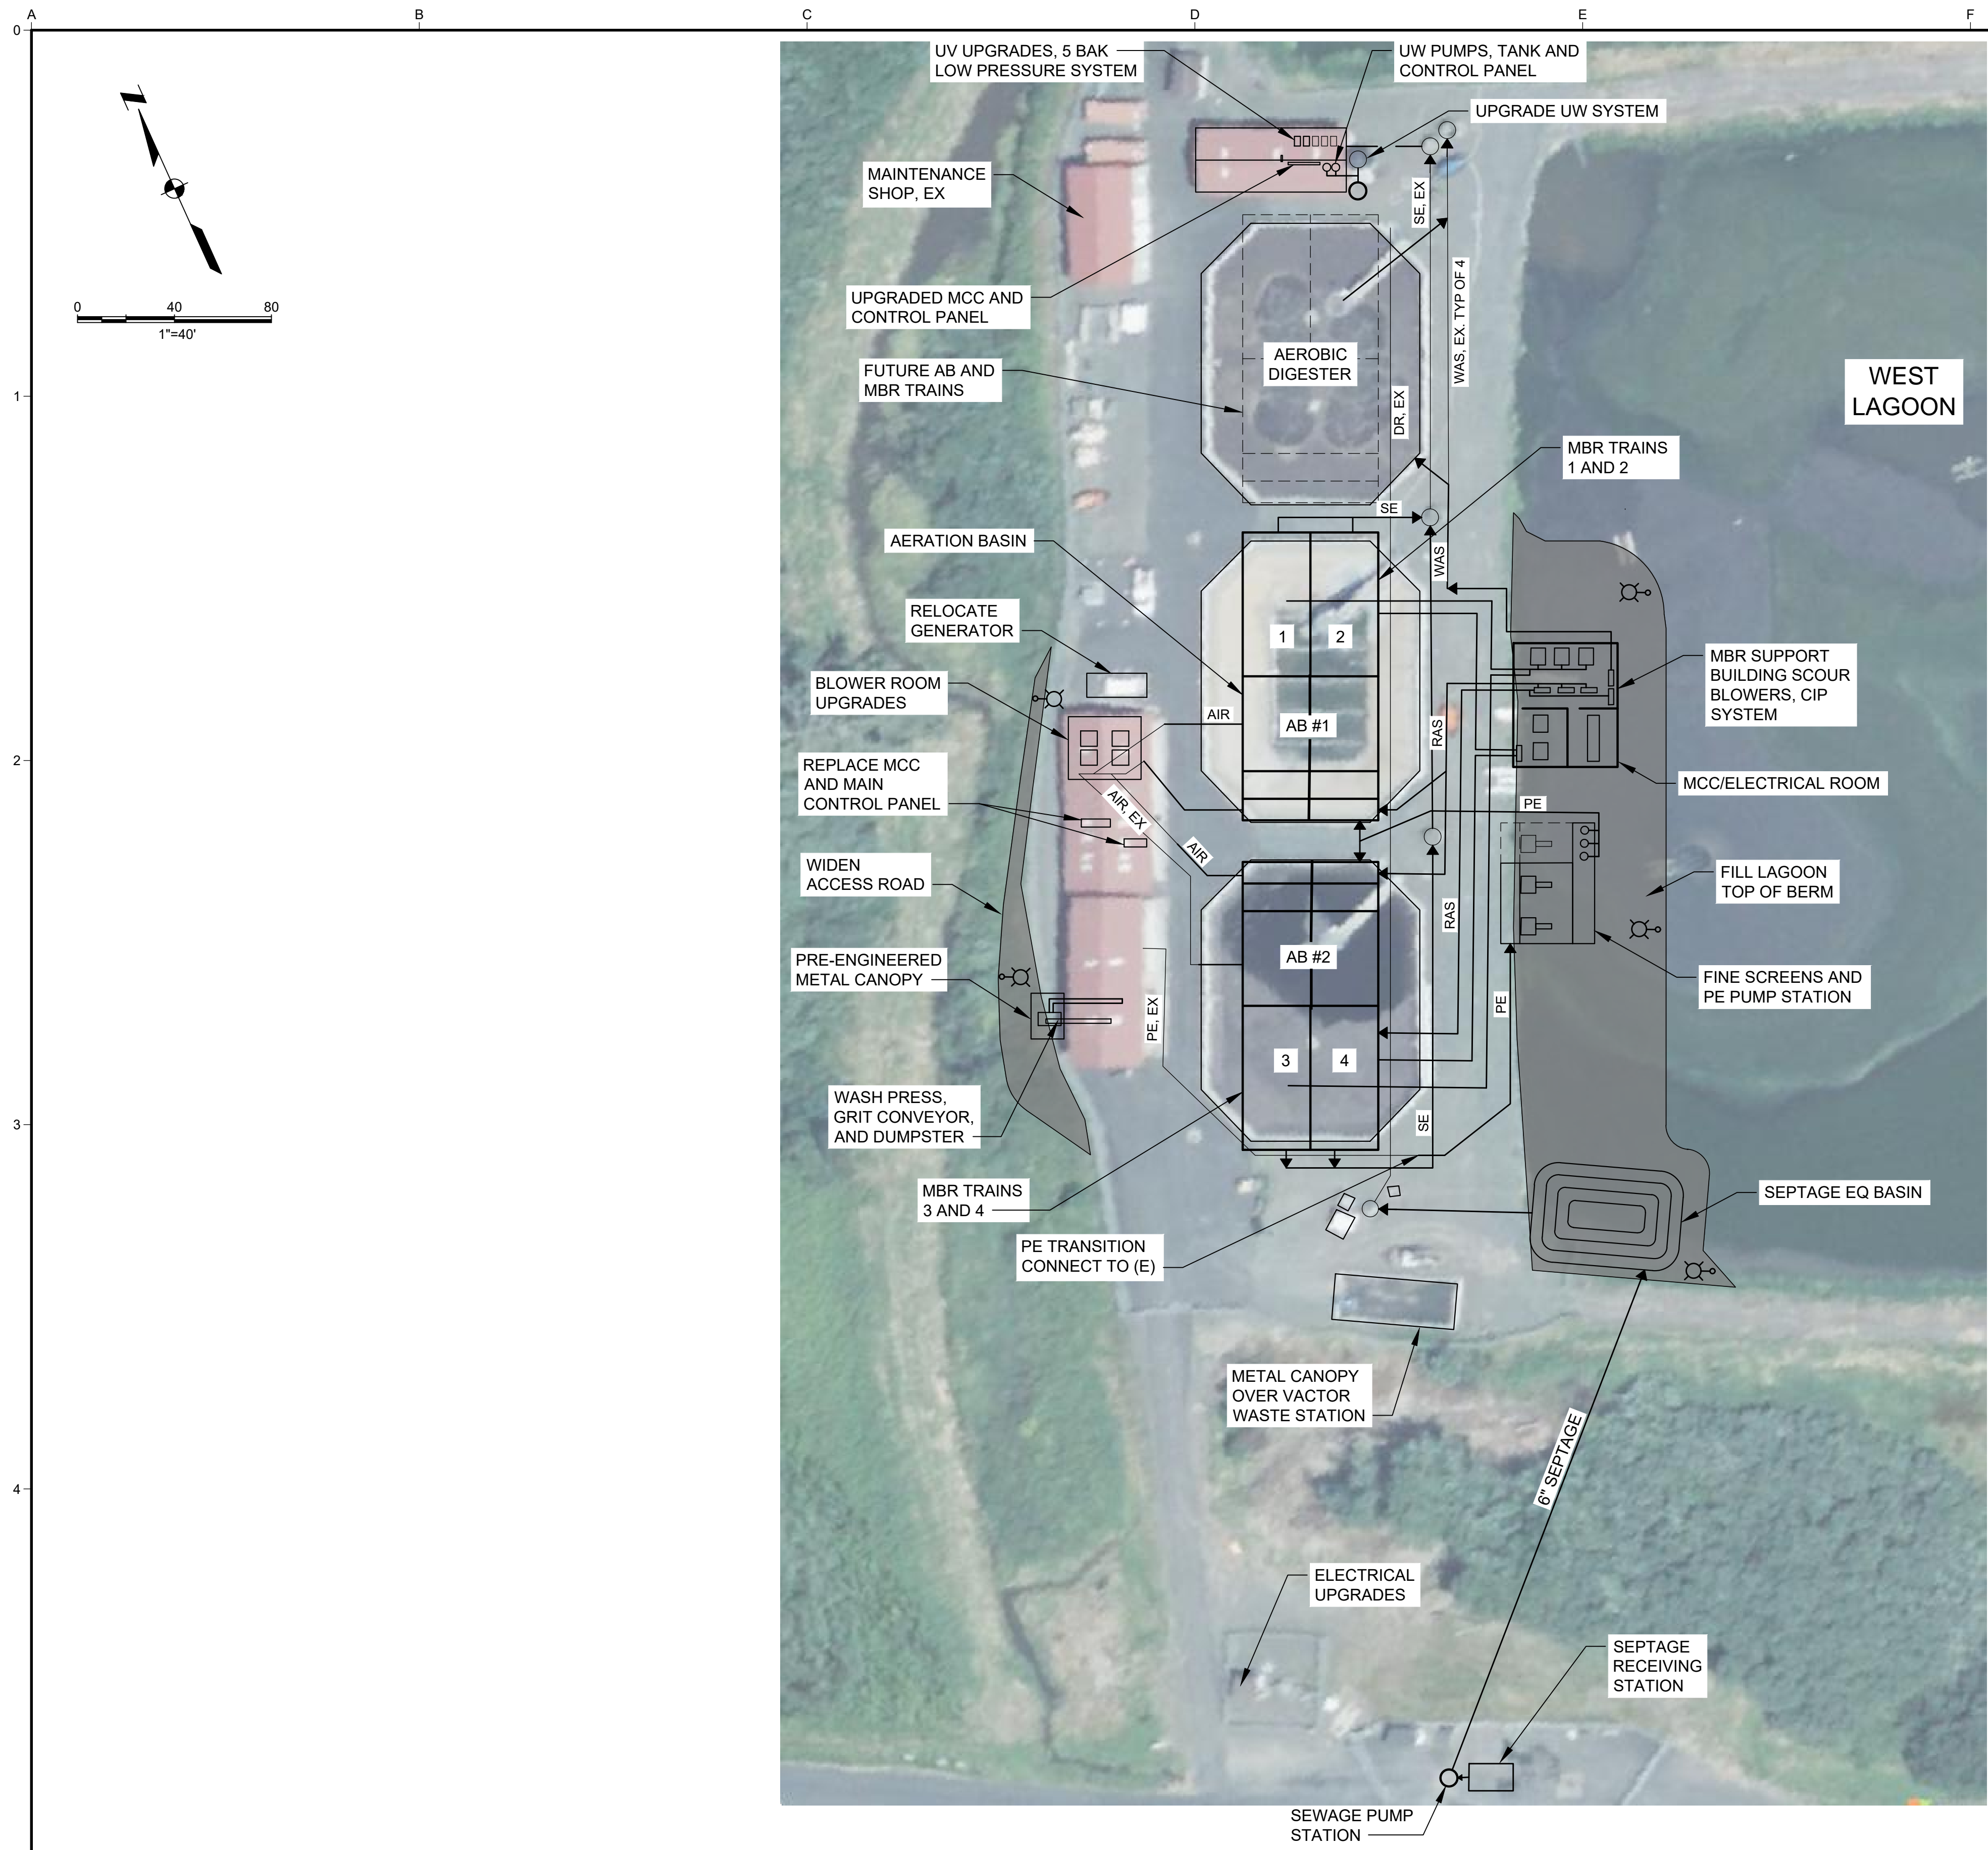 A B C D E F
0
UV UPGRADES, 5 BAK
LOW PRESSURE SYSTEM
UW PUMPS, TANK AND
CONTROL PANEL
UPGRADE UW SYSTEM
N
MAINTENANCE
SHOP, EX
SE, EX
0 40 80
1"=40'
UPGRADED MCC AND
CONTROL PANEL
WAS, EX. TYP OF 4
FUTURE AB AND
MBR TRAINS
AEROBIC
DIGESTER
DR, EX
WEST
LAGOON
1
MBR TRAINS
1 AND 2
SE
AERATION BASIN
WAS
RELOCATE
GENERATOR
1 2
BLOWER ROOM
UPGRADES
AIR
AB #1
RAS
MBR SUPPORT
BUILDING SCOUR
BLOWERS, CIP
SYSTEM
2
REPLACE MCC
AND MAIN
CONTROL PANEL
MCC/ELECTRICAL ROOM
AIR, EX
PE
AIR
WIDEN
ACCESS ROAD
FILL LAGOON
TOP OF BERM
RAS
PRE-ENGINEERED
METAL CANOPY
AB #2
FINE SCREENS AND
PE PUMP STATION
PE, EX
PE
3 4
WASH PRESS,
GRIT CONVEYOR,
AND DUMPSTER
SE
3
MBR TRAINS
3 AND 4
SEPTAGE EQ BASIN
PE TRANSITION
CONNECT TO (E)
METAL CANOPY
OVER VACTOR
WASTE STATION
6" SEPTAGE
4
ELECTRICAL
UPGRADES
SEPTAGE
RECEIVING
STATION
SEWAGE PUMP
STATION